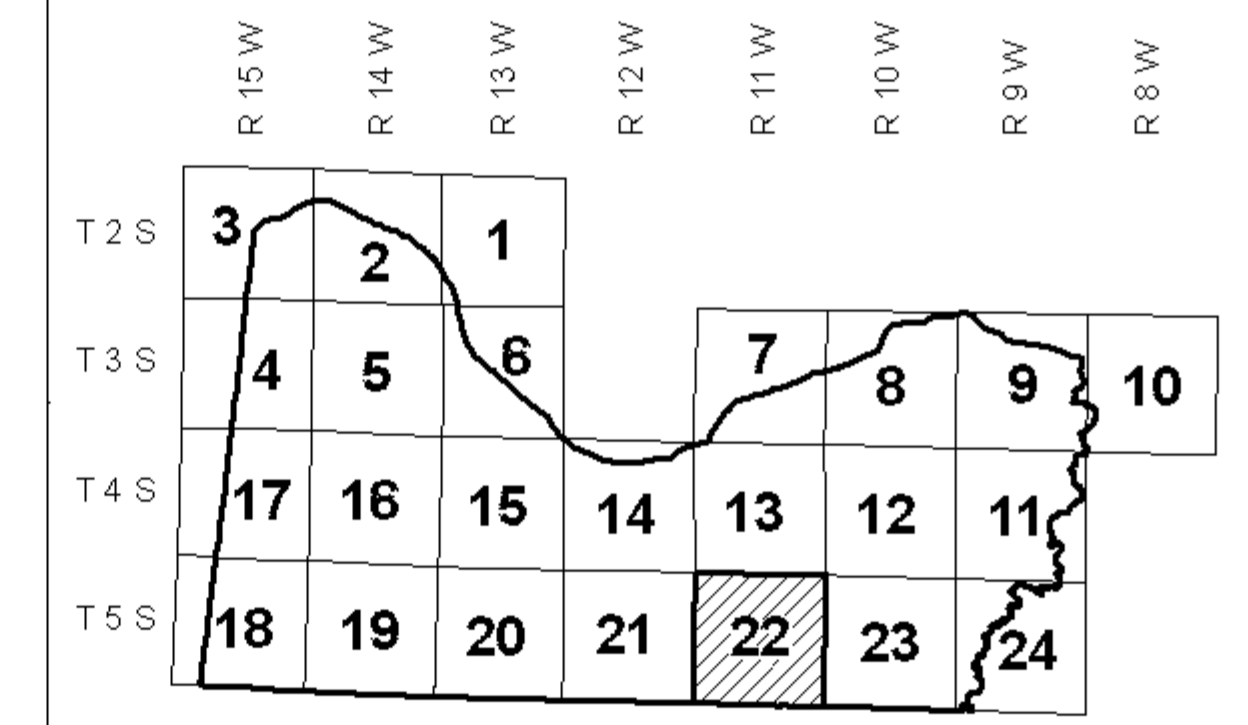 R 15 W R 14 W R 13 W R 12 W R 11 W R 10 W R 9 W R 8 W
T 2 S 3 2 1
T 3 S 4 5 6 7 8 9 10
T 4 S 17 16 15 14 13 12 11
T 5 S 18 19 20 21 22 23 24